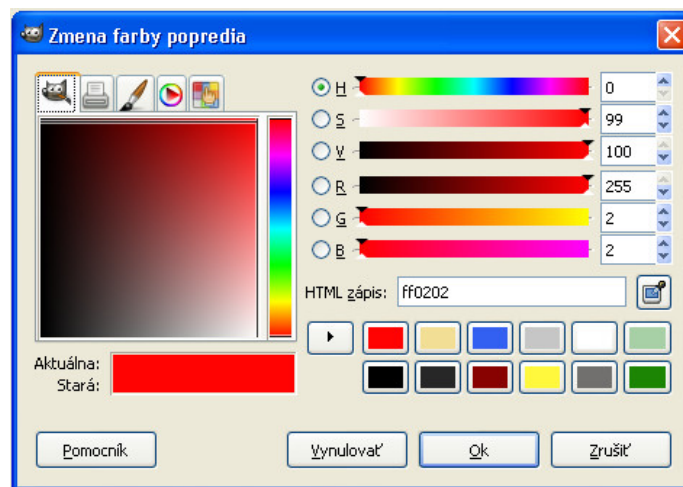 Zmena farby popredia
H 0
S 99
V 100
R 255
G 2
B 2
HTML zápis: ff0202
Aktuálna:
Stará:
Pomocník Vynulovať Ok Zrušiť